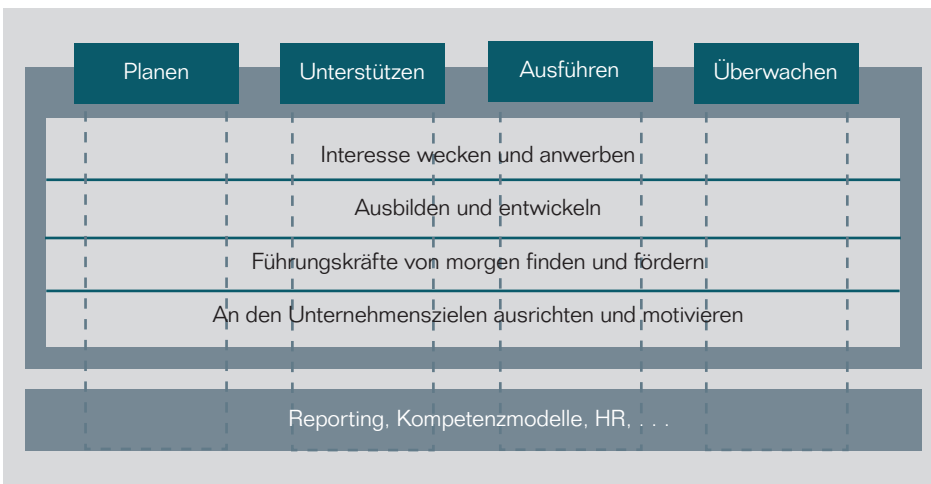 Planen
Unterstützen
Ausführen
Überwachen
Interesse wecken und anwerben
Ausbilden und entwickeln
Führungskräfte von morgen finden und fördern
An den Unternehmenszielen ausrichten und motivieren
Reporting, Kompetenzmodelle, HR, . . .